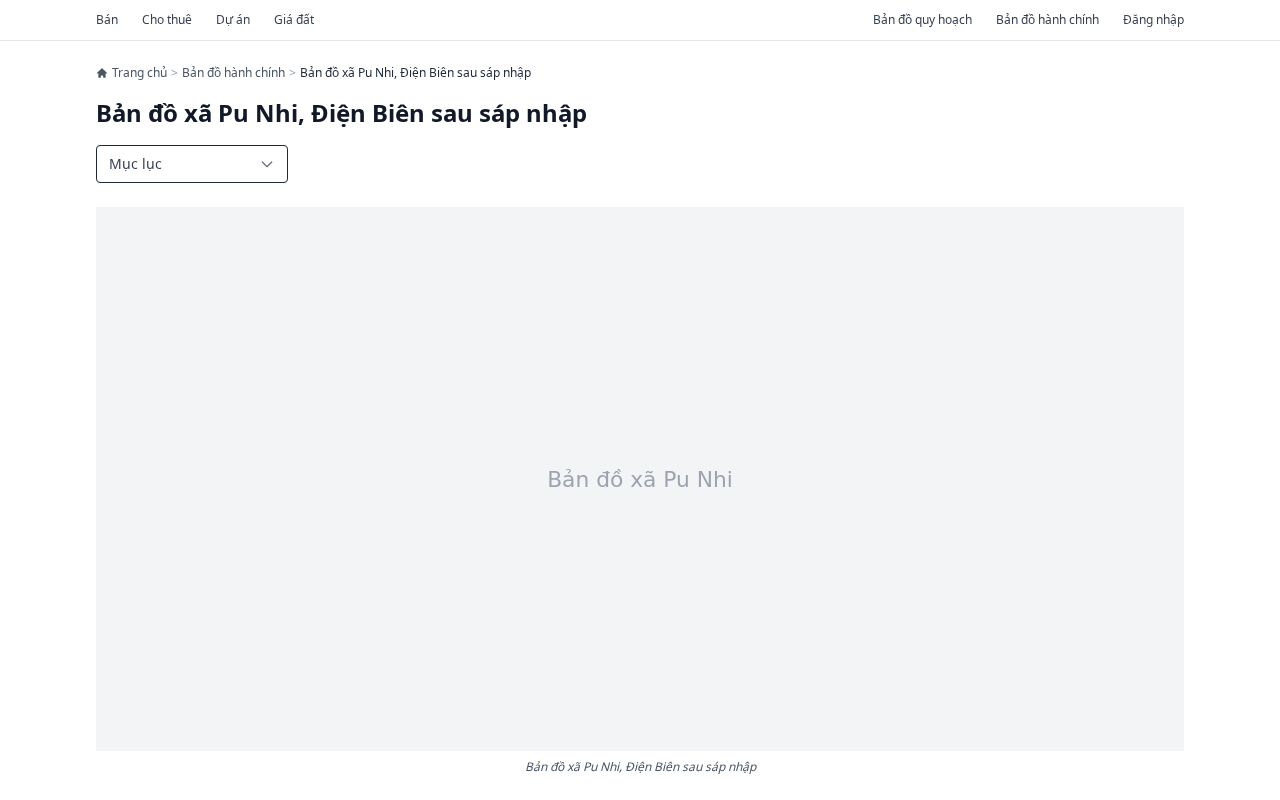 Bán Cho thuê Dự án Giá đất Bản đồ quy hoạch Bản đồ hành chính Đăng nhập
Trang chủ > Bản đồ hành chính > Bản đồ xã Pu Nhi, Điện Biên sau sáp nhập
Bản đồ xã Pu Nhi, Điện Biên sau sáp nhập
Mục lục
Bản đồ xã Pu Nhi
Bản đồ xã Pu Nhi, Điện Biên sau sáp nhập